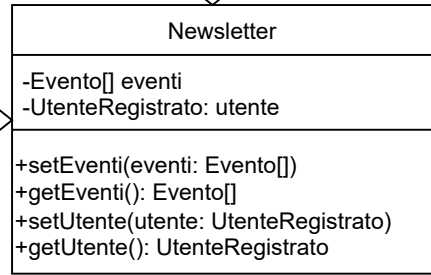 Newsletter
-Evento[] eventi
-UtenteRegistrato: utente
+setEventi(eventi: Evento[])
+getEventi(): Evento[]
+setUtente(utente: UtenteRegistrato)
+getUtente(): UtenteRegistrato